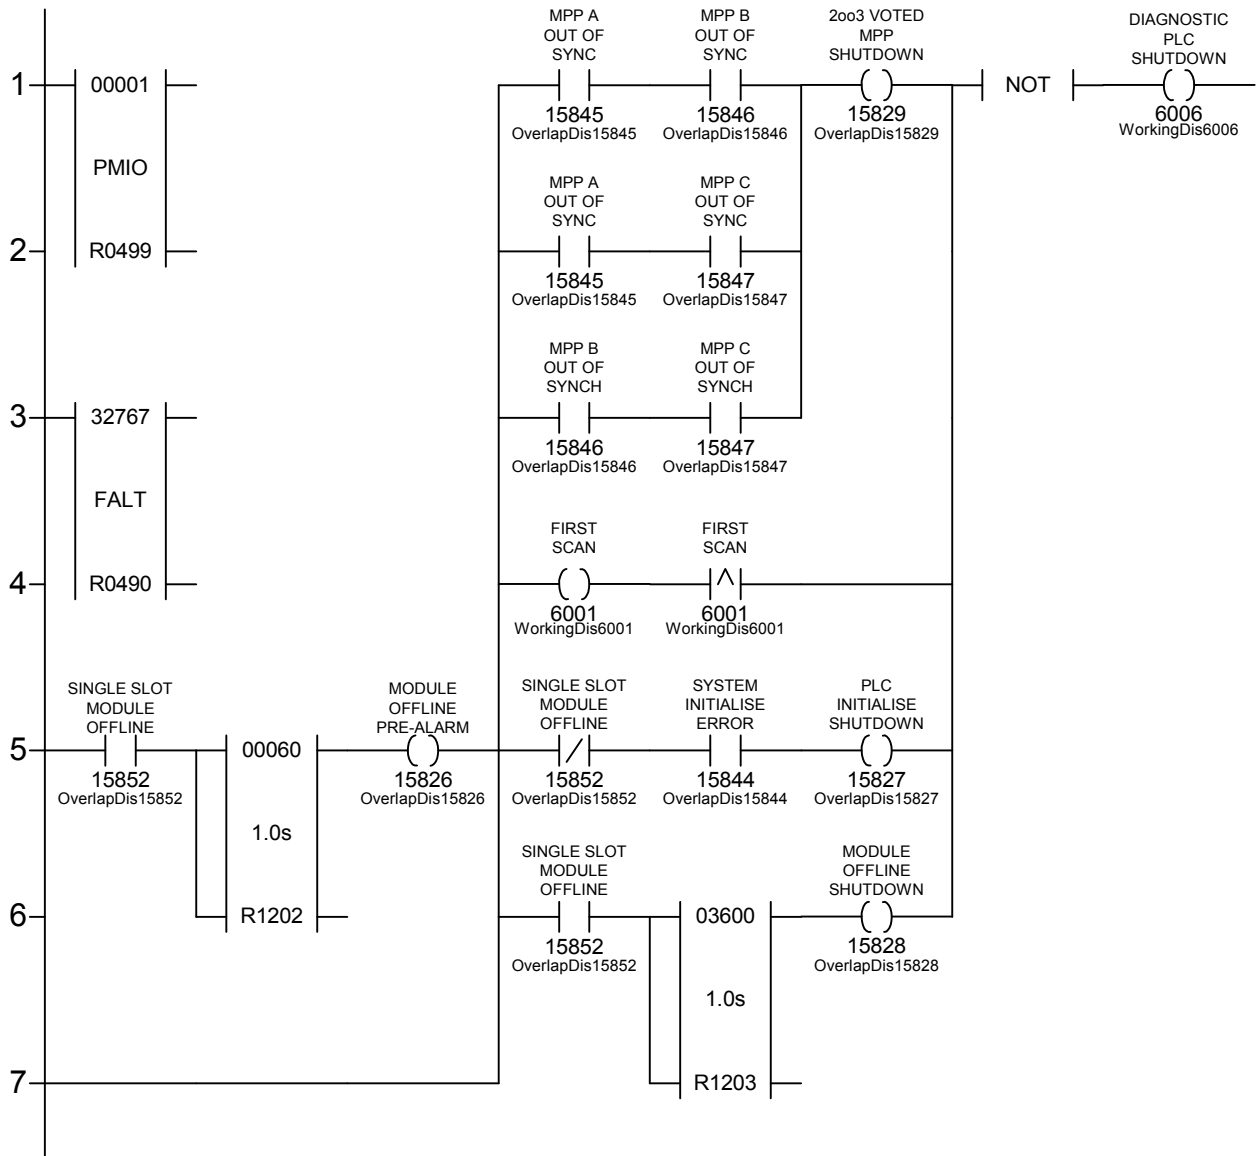 MPP A
OUT OF
SYNC
MPP B
OUT OF
SYNC
2oo3 VOTED
MPP
SHUTDOWN
DIAGNOSTIC
PLC
SHUTDOWN
1
00001
NOT
15845
OverlapDis15845
15846
OverlapDis15846
15829
OverlapDis15829
6006
WorkingDis6006
PMIO
MPP A
OUT OF
SYNC
MPP C
OUT OF
SYNC
2
R0499
15845
OverlapDis15845
15847
OverlapDis15847
MPP B
OUT OF
SYNCH
MPP C
OUT OF
SYNCH
3
32767
15846
OverlapDis15846
15847
OverlapDis15847
FALT
FIRST
SCAN
FIRST
SCAN
4
R0490
6001
WorkingDis6001
6001
WorkingDis6001
SINGLE SLOT
MODULE
OFFLINE
MODULE
OFFLINE
PRE-ALARM
SINGLE SLOT
MODULE
OFFLINE
SYSTEM
INITIALISE
ERROR
PLC
INITIALISE
SHUTDOWN
5
00060
15852
OverlapDis15852
15826
OverlapDis15826
15852
OverlapDis15852
15844
OverlapDis15844
15827
OverlapDis15827
1.0s
SINGLE SLOT
MODULE
OFFLINE
MODULE
OFFLINE
SHUTDOWN
6
R1202
03600
15852
OverlapDis15852
15828
OverlapDis15828
1.0s
7
R1203